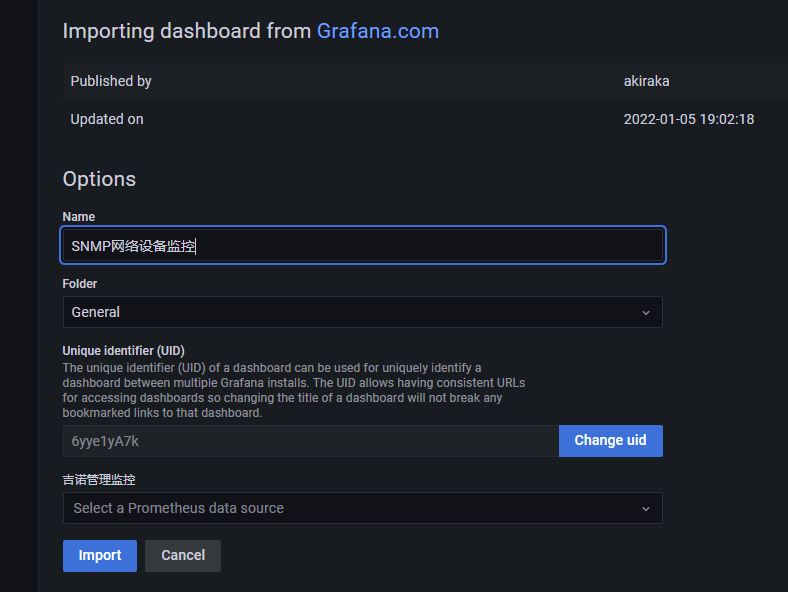 Importing dashboard from Grafana.com
Published by akiraka
Updated on 2022-01-05 19:02:18
Options
Name
SNMP网络设备监控
Folder
General
Unique identifier (UID)
The unique identifier (UID) of a dashboard can be used for uniquely identify a
dashboard between multiple Grafana installs. The UID allows having consistent URLs
for accessing dashboards so changing the title of a dashboard will not break any
bookmarked links to that dashboard.
6yye1yA7k Change uid
吉诺管理监控
Select a Prometheus data source
Import Cancel